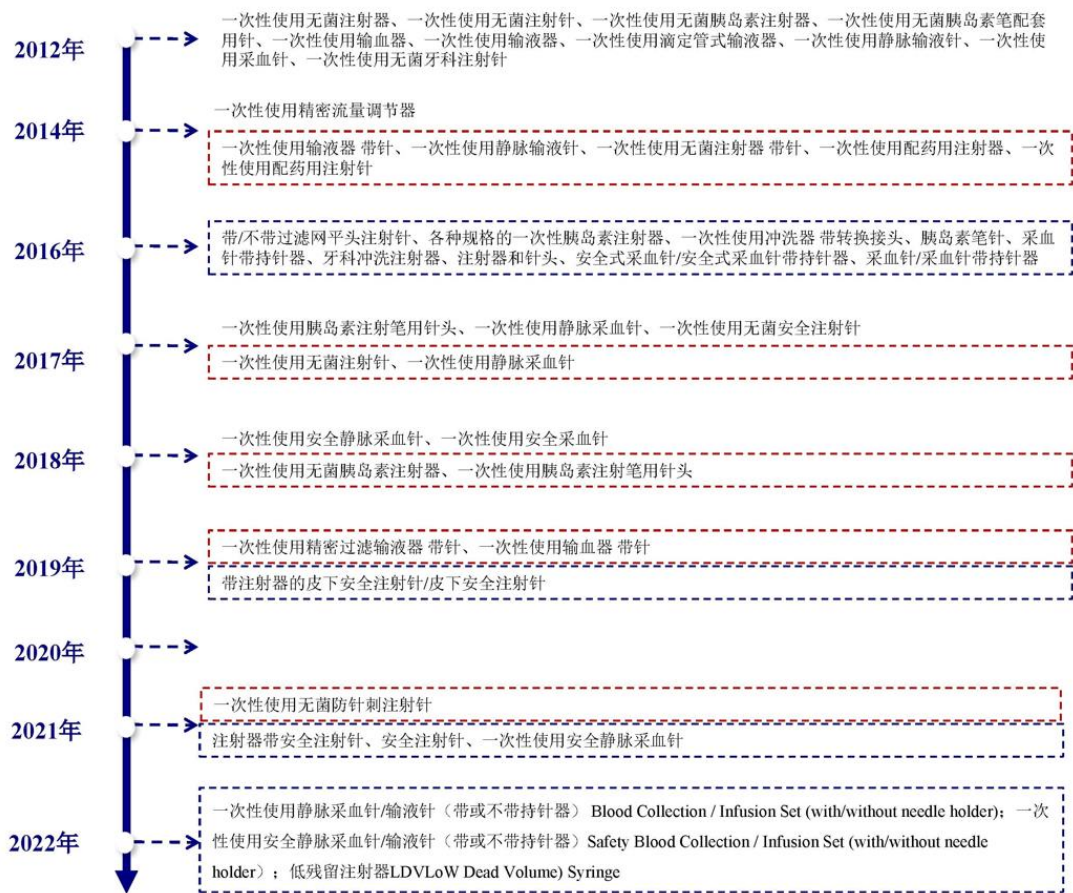 2012年
一次性使用无菌注射器、一次性使用无菌注射针、一次性使用无菌胰岛素注射器、一次性使用无菌胰岛素笔配套
用针、一次性使用输血器、一次性使用输液器、一次性使用滴定管式输液器、一次性使用静脉输液针、一次性使
用采血针、一次性使用无菌牙科注射针
2014年
一次性使用精密流量调节器
一次性使用输液器 带针、一次性使用静脉输液针、一次性使用无菌注射器 带针、一次性使用配药用注射器、一次
性使用配药用注射针
2016年
带/不带过滤网平头注射针、各种规格的一次性胰岛素注射器、一次性使用冲洗器 带转换接头、胰岛素笔针、采血
针带持针器、牙科冲洗注射器、注射器和针头、安全式采血针/安全式采血针带持针器、采血针/采血针带持针器
2017年
一次性使用胰岛素注射笔用针头、一次性使用静脉采血针、一次性使用无菌安全注射针
一次性使用无菌注射针、一次性使用静脉采血针
2018年
一次性使用安全静脉采血针、一次性使用安全采血针
一次性使用无菌胰岛素注射器、一次性使用胰岛素注射笔用针头
2019年
一次性使用精密过滤输液器 带针、一次性使用输血器 带针
带注射器的皮下安全注射针/皮下安全注射针
2020年
2021年
一次性使用无菌防针刺注射针
注射器带安全注射针、安全注射针、一次性使用安全静脉采血针
2022年
一次性使用静脉采血针/输液针（带或不带持针器） Blood Collection / Infusion Set (with/without needle holder)；一次
性使用安全静脉采血针/输液针（带或不带持针器）Safety Blood Collection / Infusion Set (with/without needle
holder）；低残留注射器LDVLoW Dead Volume) Syringe